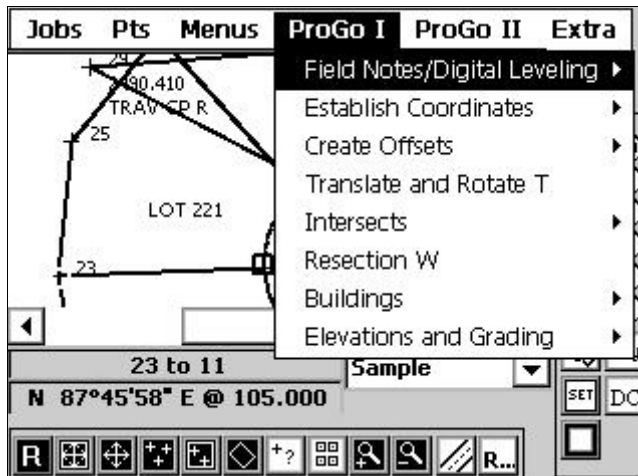 Jobs Pts Menus ProGo I ProGo II Extra
29
90.410
TRAV CP R
25
LOT 221
23
Field Notes/Digital Leveling
Establish Coordinates
Create Offsets
Translate and Rotate T
Intersects
Resection W
Buildings
Elevations and Grading
23 to 11
Sample
N 87°45'58" E @ 105.000
SET
R
R...